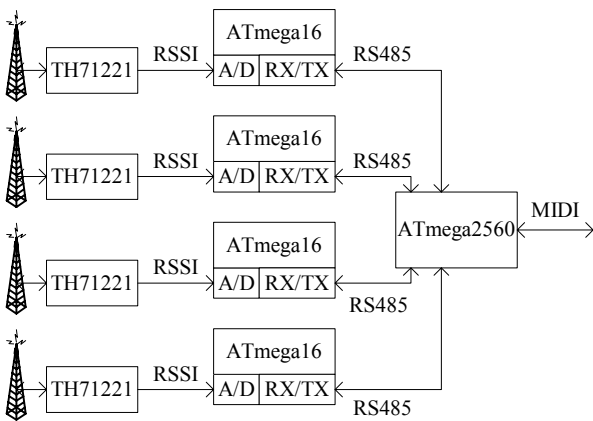 ATmega16
RSSI
RS485
TH71221
A/D RX/TX
ATmega16
RSSI
RS485
TH71221
A/D RX/TX
MIDI
ATmega2560
ATmega16
RSSI
TH71221
A/D RX/TX
RS485
ATmega16
RSSI
TH71221
A/D RX/TX
RS485